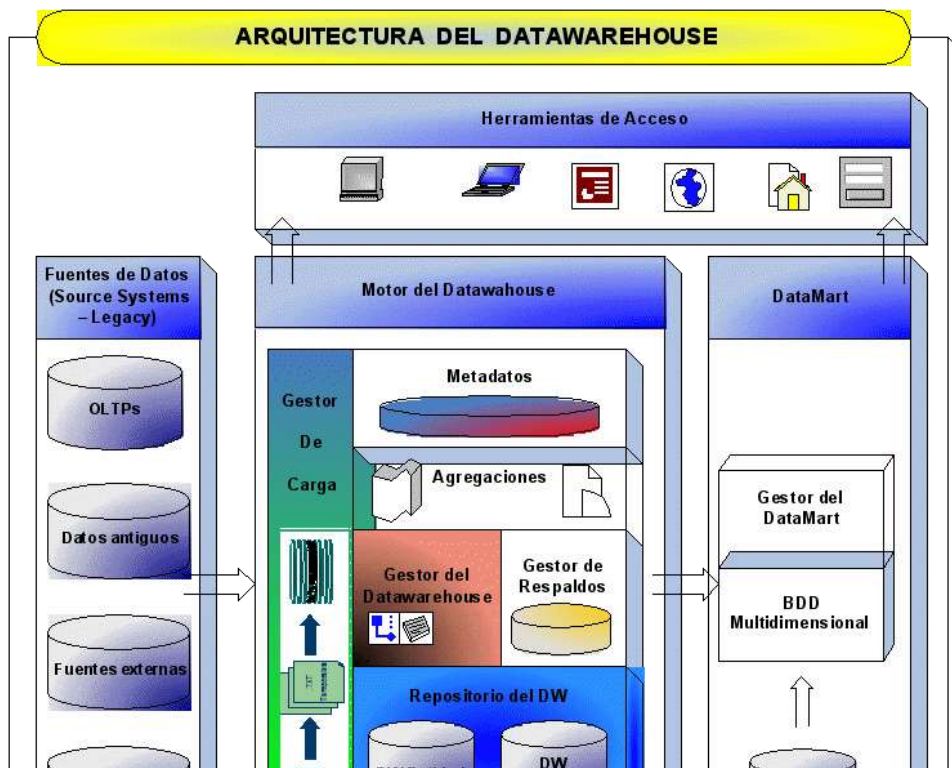 ARQUITECTURA DEL DATAWAREHOUSE
Herramientas de Acceso
Fuentes de Datos
(Source Systems
– Legacy)
OLTPs
Datos antiguos
Fuentes externas
Motor del Datawahouse
Gestor
De
Carga
Metadatos
Agregaciones
Gestor del
Datawarehouse
Gestor de
Respaldos
.TXT
Repositorio del DW
DW
DataMart
Gestor del
DataMart
BDD
Multidimensional